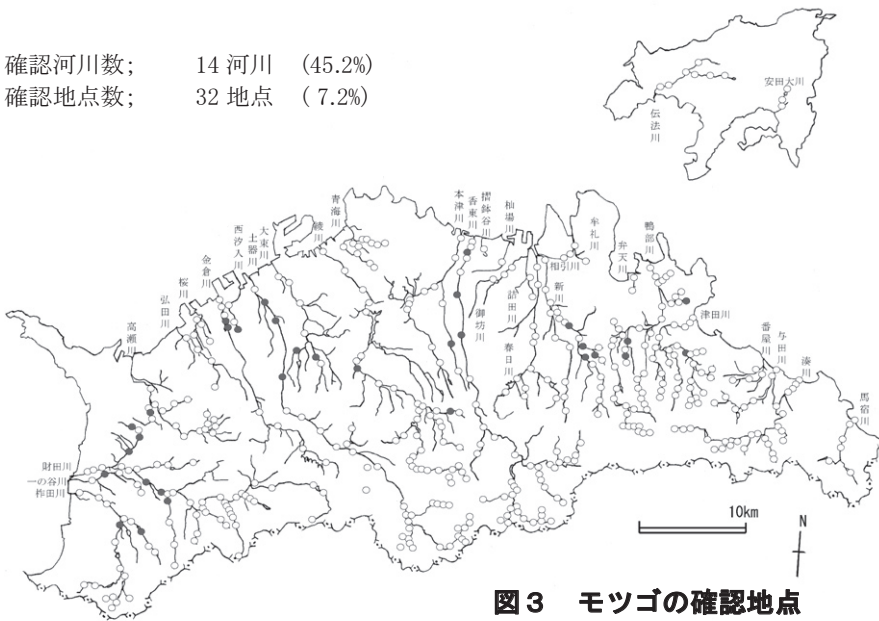 確認河川数;　14 河川　(45.2%)
確認地点数;　32 地点　( 7.2%)
安田大川
伝法川
青海川
綾川
大束川
土器川
西汐入川
金倉川
桜川
弘田川
高瀬川
本津川
香東川
摺鉢谷川
杣場川
牟礼川
弁天川
鴨部川
相引川
新川
詰田川
御坊川
春日川
津田川
番屋川
与田川
湊川
馬宿川
財田川
一の谷川
柞田川
10km
N
図３　モツゴの確認地点